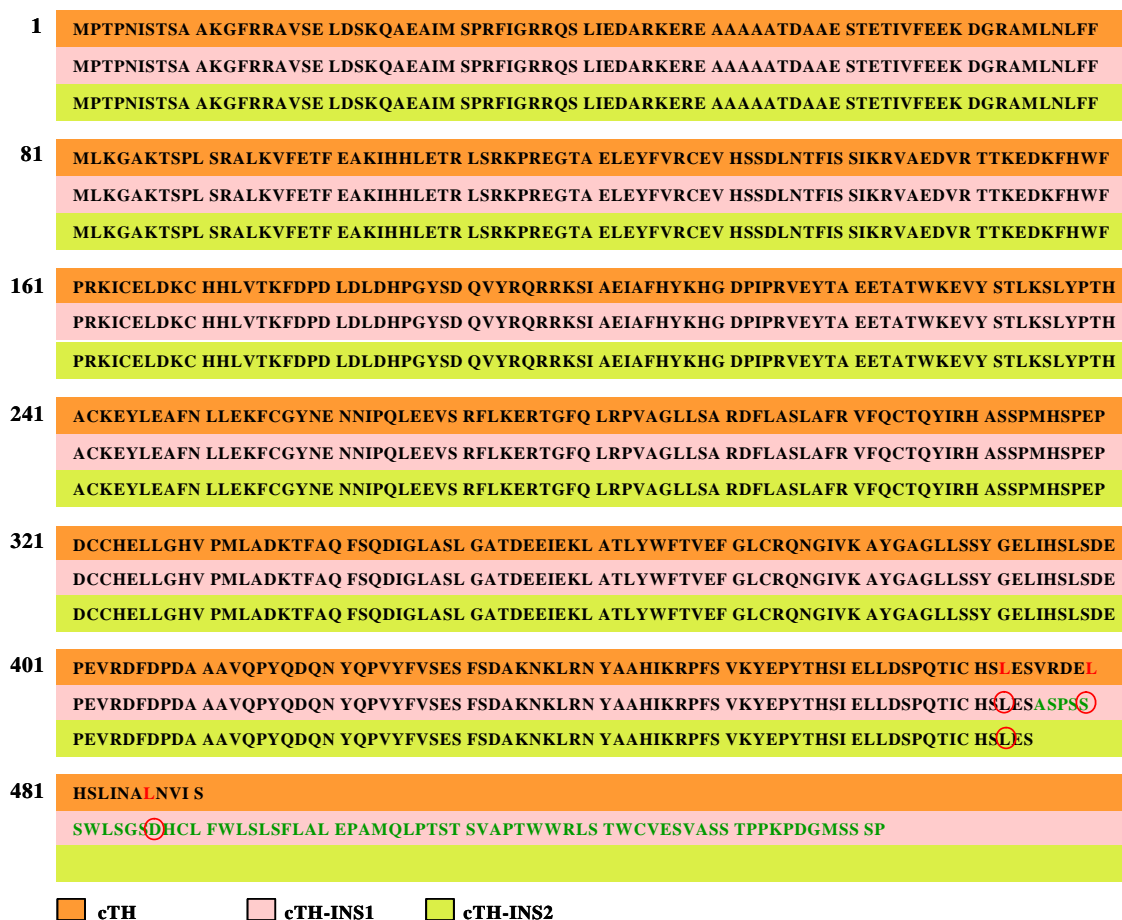 1 MPTPNISTSA AKGFRRAVSE LDSKQAEAIM SPRFIGRRQS LIEDARKERE AAAAATDAAE STETIVFEEK DGRAMLNLFF
MPTPNISTSA AKGFRRAVSE LDSKQAEAIM SPRFIGRRQS LIEDARKERE AAAAATDAAE STETIVFEEK DGRAMLNLFF
MPTPNISTSA AKGFRRAVSE LDSKQAEAIM SPRFIGRRQS LIEDARKERE AAAAATDAAE STETIVFEEK DGRAMLNLFF
81 MLKGAKTSPL SRALKVFETF EAKIHHLETR LSRKPREGTA ELEYFVRCEV HSSDLNTFIS SIKRVAEDVR TTKEDKFHWF
MLKGAKTSPL SRALKVFETF EAKIHHLETR LSRKPREGTA ELEYFVRCEV HSSDLNTFIS SIKRVAEDVR TTKEDKFHWF
MLKGAKTSPL SRALKVFETF EAKIHHLETR LSRKPREGTA ELEYFVRCEV HSSDLNTFIS SIKRVAEDVR TTKEDKFHWF
161 PRKICELDKC HHLVTKFDPD LDLDHPGYSD QVYRQRRKSI AEIAFHYKHG DPIPRVEYTA EETATWKEVY STLKSLYPTH
PRKICELDKC HHLVTKFDPD LDLDHPGYSD QVYRQRRKSI AEIAFHYKHG DPIPRVEYTA EETATWKEVY STLKSLYPTH
PRKICELDKC HHLVTKFDPD LDLDHPGYSD QVYRQRRKSI AEIAFHYKHG DPIPRVEYTA EETATWKEVY STLKSLYPTH
241 ACKEYLEAFN LLEKFCGYNE NNIPQLEEVS RFLKERTGFQ LRPVAGLLSA RDFLASLAFR VFQCTQYIRH ASSPMHSPEP
ACKEYLEAFN LLEKFCGYNE NNIPQLEEVS RFLKERTGFQ LRPVAGLLSA RDFLASLAFR VFQCTQYIRH ASSPMHSPEP
ACKEYLEAFN LLEKFCGYNE NNIPQLEEVS RFLKERTGFQ LRPVAGLLSA RDFLASLAFR VFQCTQYIRH ASSPMHSPEP
321 DCCHELLGHV PMLADKTFAQ FSQDIGLASL GATDEEIEKL ATLYWFTVEF GLCRQNGIVK AYGAGLLSSY GELIHSLSDE
DCCHELLGHV PMLADKTFAQ FSQDIGLASL GATDEEIEKL ATLYWFTVEF GLCRQNGIVK AYGAGLLSSY GELIHSLSDE
DCCHELLGHV PMLADKTFAQ FSQDIGLASL GATDEEIEKL ATLYWFTVEF GLCRQNGIVK AYGAGLLSSY GELIHSLSDE
401 PEVRDFDPDA AAVQPYQDQN YQPVYFVSES FSDAKNKLRN YAAHIKRPFS VKYEPYTHSI ELLDSPQTIC HSLESVRDEL
PEVRDFDPDA AAVQPYQDQN YQPVYFVSES FSDAKNKLRN YAAHIKRPFS VKYEPYTHSI ELLDSPQTIC HSLESASPSS
PEVRDFDPDA AAVQPYQDQN YQPVYFVSES FSDAKNKLRN YAAHIKRPFS VKYEPYTHSI ELLDSPQTIC HSLES
481 HSLINALNVI S
SWLSGSDHCL FWLSLSFLAL EPAMQLPTST SVAPTWWRLS TWCVESVASS TPPKPDGMSS SP
cTH cTH-INS1 cTH-INS2